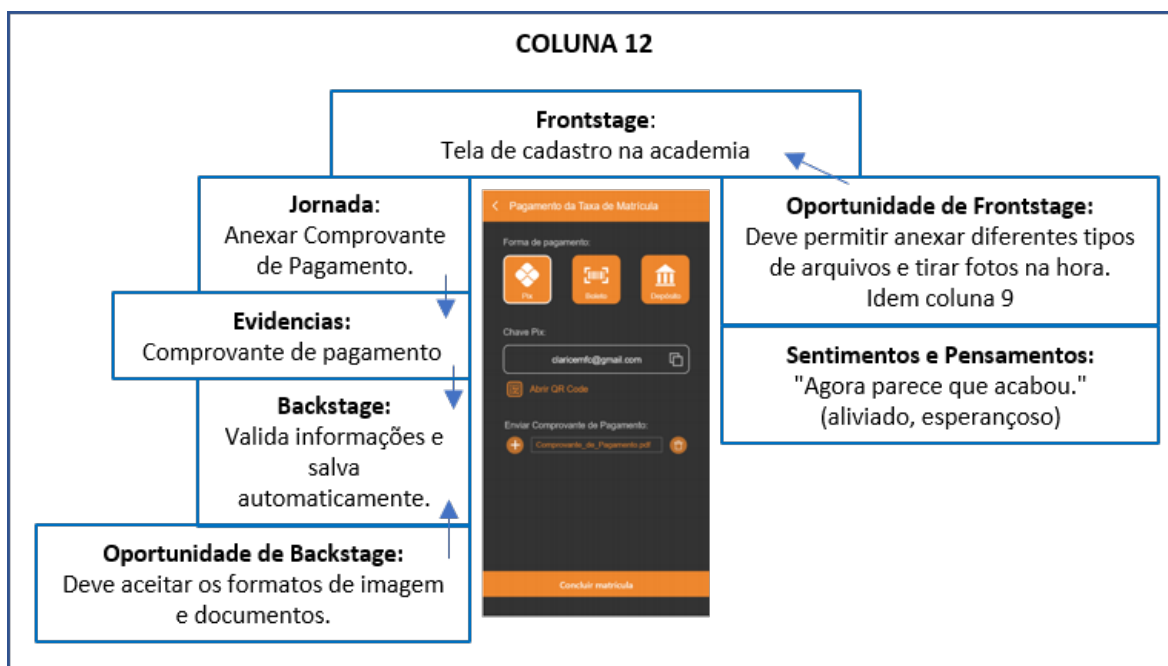 COLUNA 12
Frontstage:
Tela de cadastro na academia
Jornada:
Anexar Comprovante
de Pagamento.
Evidencias:
Comprovante de pagamento
Backstage:
Valida informações e
salva
automaticamente.
Oportunidade de Backstage:
Deve aceitar os formatos de imagem
e documentos.
Pagamento da Taxa de Matrícula
Forma de pagamento:
Pix
Boleto
Depósito
Chave Pix:
claricemfc@gmail.com
Abrir QR Code
Enviar Comprovante de Pagamento:
Comprovante_de_Pagamento.pdf
Concluir matrícula
Oportunidade de Frontstage:
Deve permitir anexar diferentes tipos
de arquivos e tirar fotos na hora.
Idem coluna 9
Sentimentos e Pensamentos:
"Agora parece que acabou."
(aliviado, esperançoso)